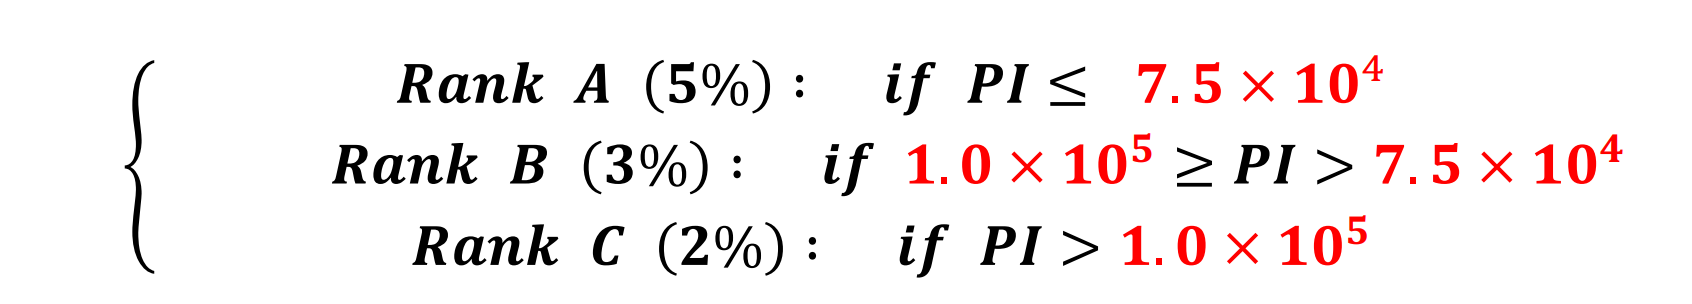 Rank A (5%): if PI ≤ 7.5 × 10⁴
Rank B (3%): if 1.0 × 10⁵ ≥ PI > 7.5 × 10⁴
Rank C (2%): if PI > 1.0 × 10⁵